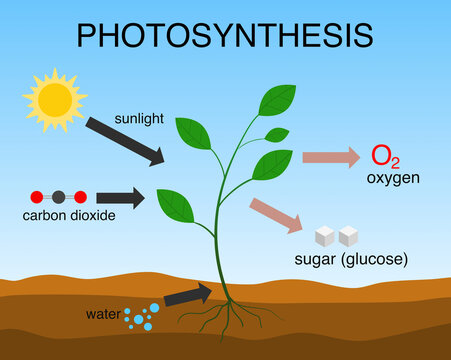 PHOTOSYNTHESIS
sunlight
O₂
oxygen
carbon dioxide
sugar (glucose)
water